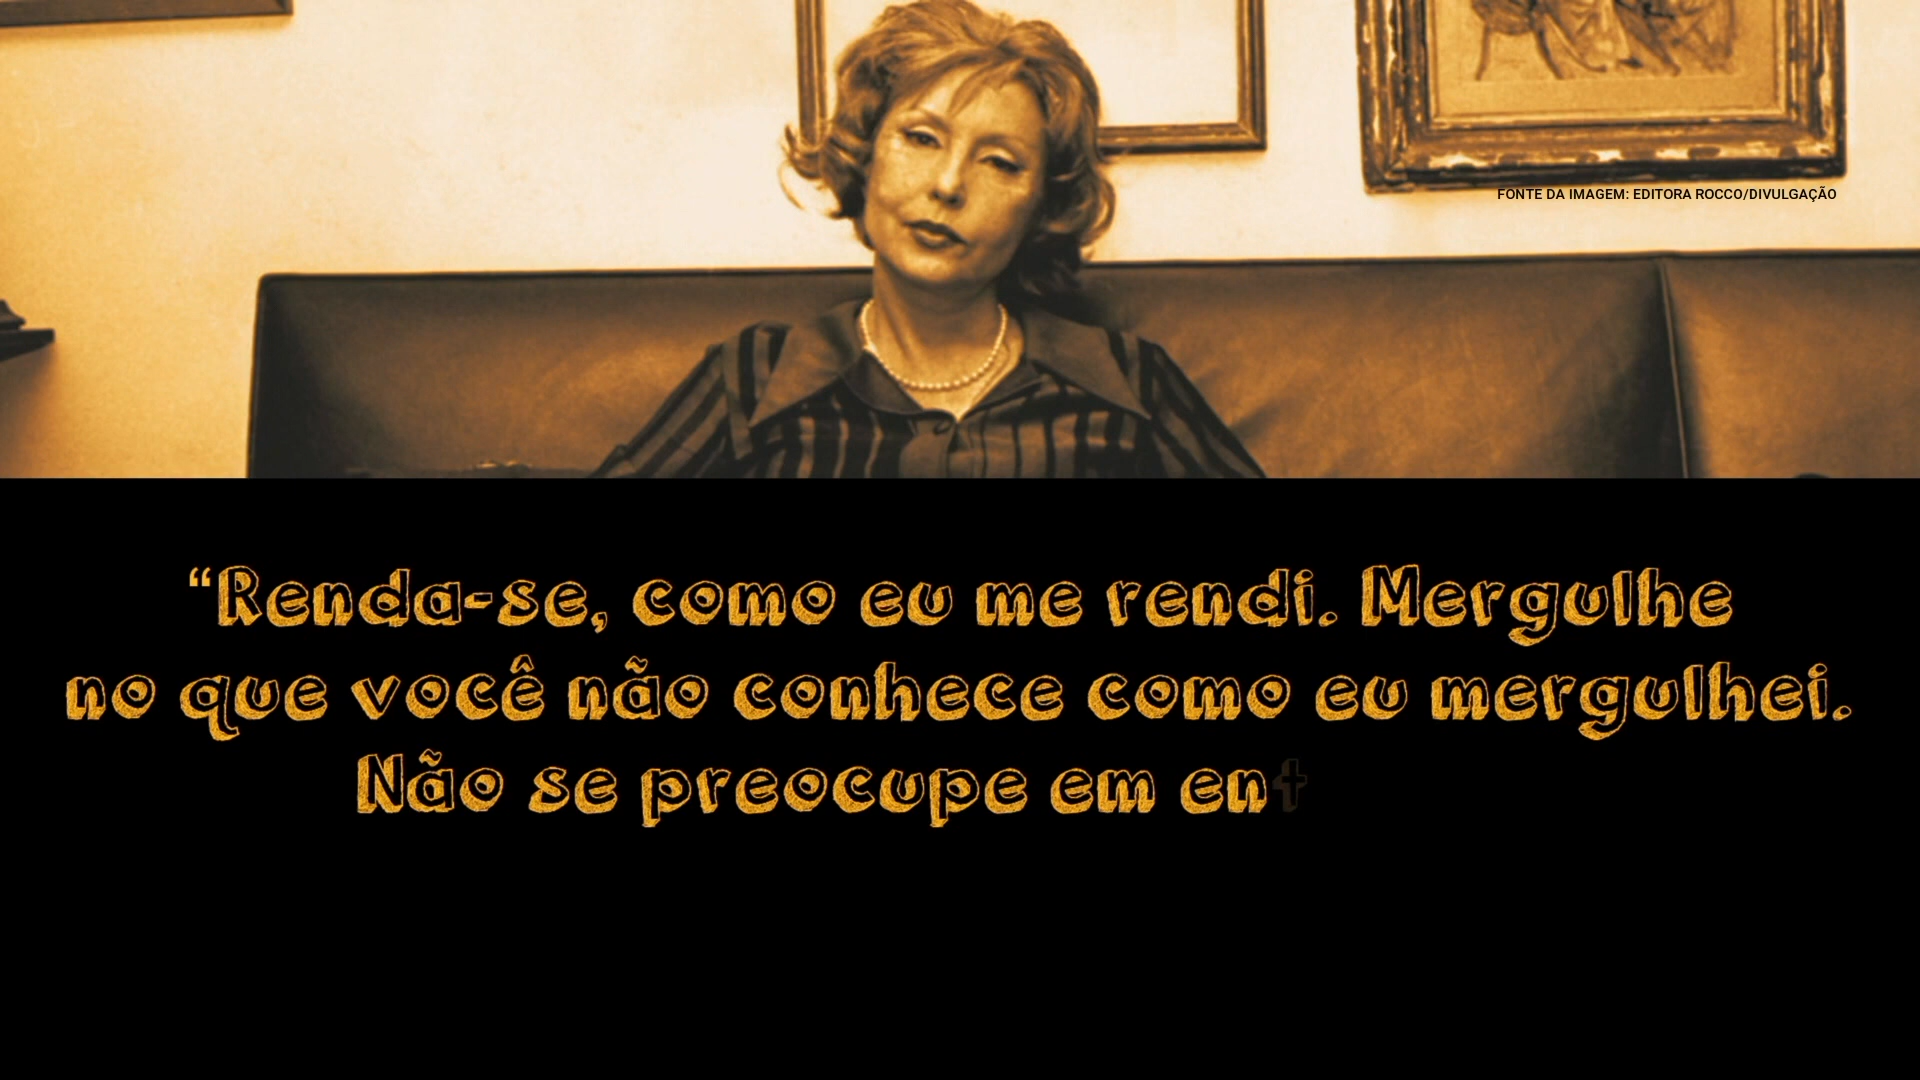 FONTE DA IMAGEM: EDITORA ROCCO/DIVULGAÇÃO
“Renda-se, como eu me rendi. Mergulhe
no que você não conhece como eu mergulhei.
Não se preocupe em ent